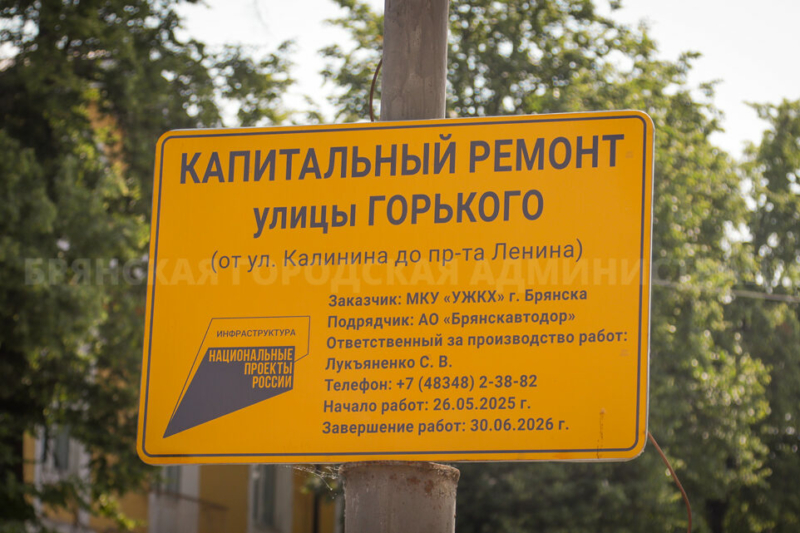 КАПИТАЛЬНЫЙ РЕМОНТ
улицы ГОРЬКОГО
(от ул. Калинина до пр-та Ленина)
БРЯНСКАЯ ГОРОДСКАЯ
Заказчик: МКУ «УЖКХ» г. Брянска
Подрядчик: АО «Брянскавтодор»
Ответственный за производство работ:
Лукъяненко С. В.
Телефон: +7 (48348) 2-38-82
Начало работ: 26.05.2025 г.
Завершение работ: 30.06.2026 г.
ИНФРАСТРУКТУРА
НАЦИОНАЛЬНЫЕ
ПРОЕКТЫ
РОССИИ